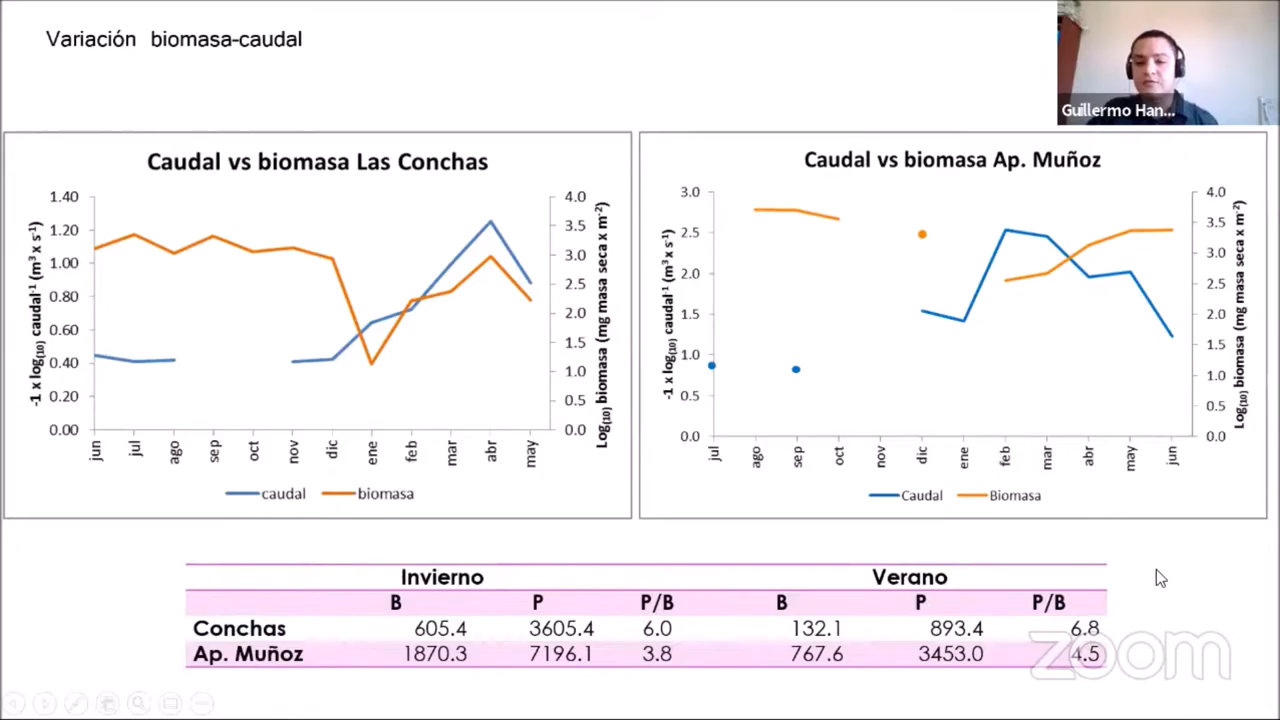 Variación biomasa-caudal
Guillermo Han...
Caudal vs biomasa Las Conchas
1.40
1.20
1.00
0.80
0.60
0.40
0.20
0.00
-1 x log(10) caudal-1 (m3 x s-1)
4.0
3.5
3.0
2.5
2.0
1.5
1.0
0.5
0.0
Log(10) biomasa (mg masa seca x m-2)
jun jul ago sep oct nov dic ene feb mar abr may
caudal biomasa
Caudal vs biomasa Ap. Muñoz
3.0
2.5
2.0
1.5
1.0
0.5
0.0
-1 x log(10) caudal-1 (m3 x s-1)
4.0
3.5
3.0
2.5
2.0
1.5
1.0
0.5
0.0
Log(10) biomasa (mg masa seca x m-2)
jul ago sep oct nov dic ene feb mar abr may jun
Caudal Biomasa
Invierno Verano
B P P/B B P P/B
Conchas 605.4 3605.4 6.0 132.1 893.4 6.8
Ap. Muñoz 1870.3 7196.1 3.8 767.6 3453.0 4.5
zoom